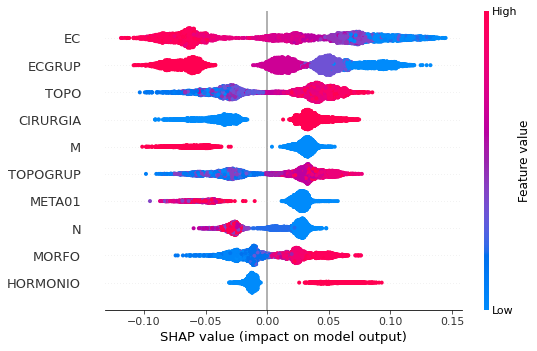 High
EC
ECGRUP
TOPO
CIRURGIA
M
TOPOGRUP
META01
N
MORFO
HORMONIO
Feature value
Low
−0.10 −0.05 0.00 0.05 0.10 0.15
SHAP value (impact on model output)